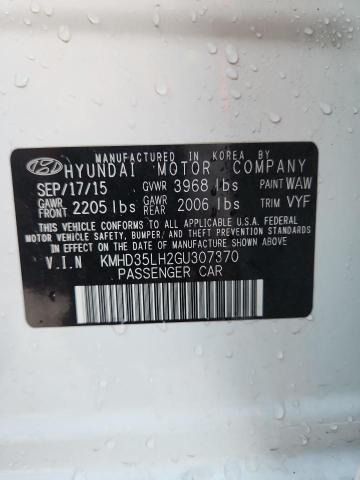 MANUFACTURED IN KOREA BY
HYUNDAI MOTOR COMPANY
SEP/17/15 GVWR 3968 lbs PAINT WAW
GAWR FRONT 2205 lbs GAWR REAR 2006 lbs TRIM VYF
THIS VEHICLE CONFORMS TO ALL APPLICABLE U.S.A. FEDERAL
MOTOR VEHICLE SAFETY, BUMPER/ AND THEFT PREVENTION STANDARDS
IN EFFECT ON THE DATE OF MANUFACTURE SHOWN ABOVE.
V.I.N KMHD35LH2GU307370
PASSENGER CAR